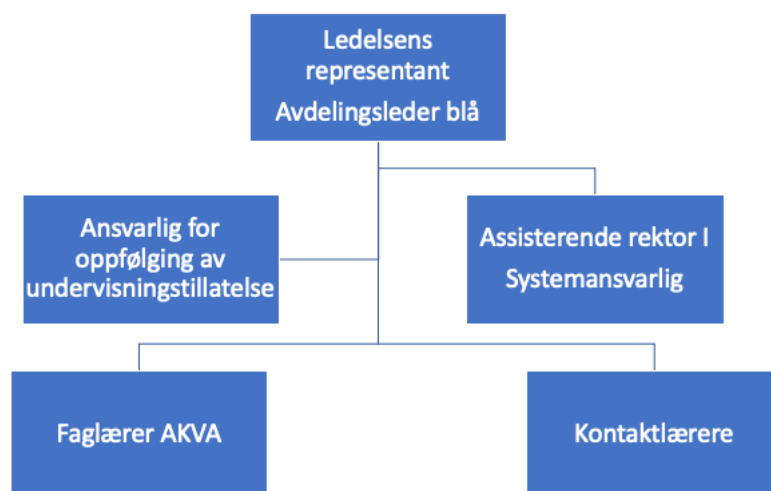 Ledelsens
representant
Avdelingsleder blå
Ansvarlig for
oppfølging av
undervisningstillatelse
Assisterende rektor I
Systemansvarlig
Faglærer AKVA
Kontaktlærere